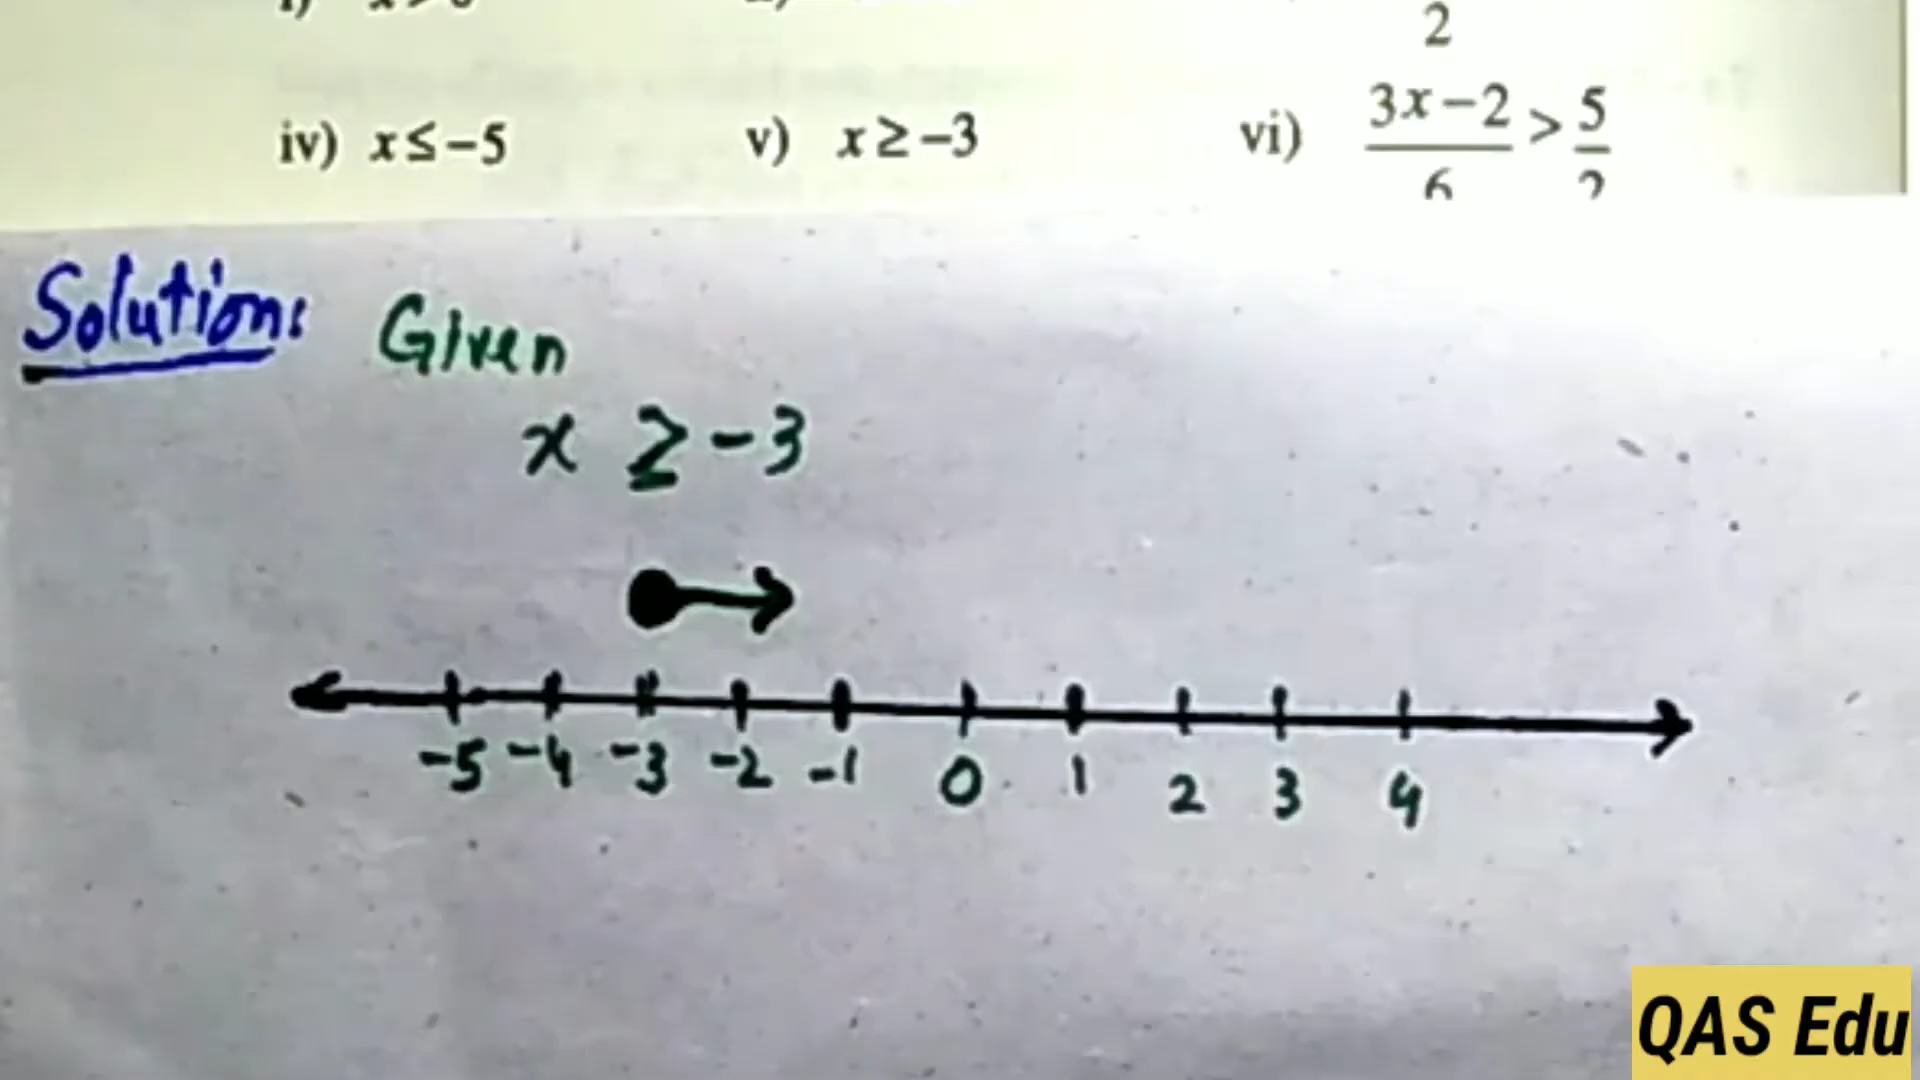 2
iv) x≤-5 v) x≥-3 vi) 3x-2/6 > 5/2
Solution: Given
x ≥ -3
-5 -4 -3 -2 -1 0 1 2 3 4
QAS Edu